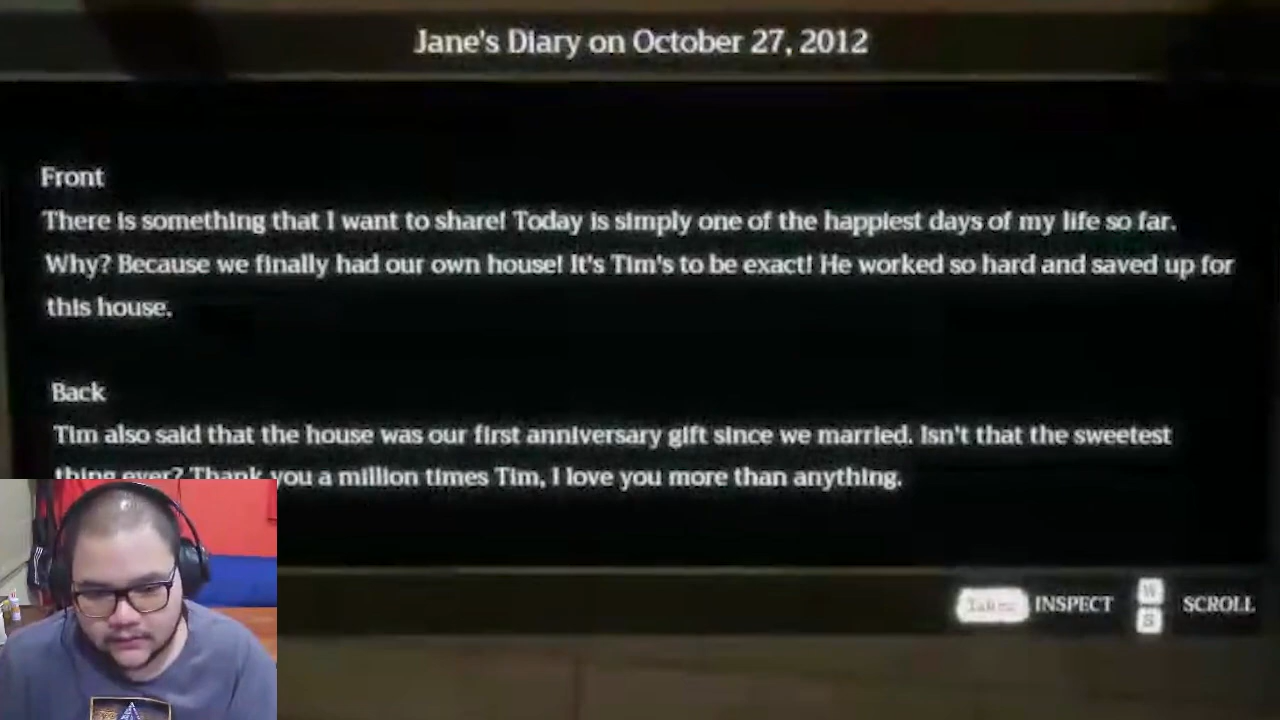 Jane's Diary on October 27, 2012
Front
There is something that I want to share! Today is simply one of the happiest days of my life so far.
Why? Because we finally had our own house! It's Tim's to be exact! He worked so hard and saved up for
this house.
Back
Tim also said that the house was our first anniversary gift since we married. Isn't that the sweetest
thing ever? Thank you a million times Tim, I love you more than anything.
INSPECT
W
S
SCROLL